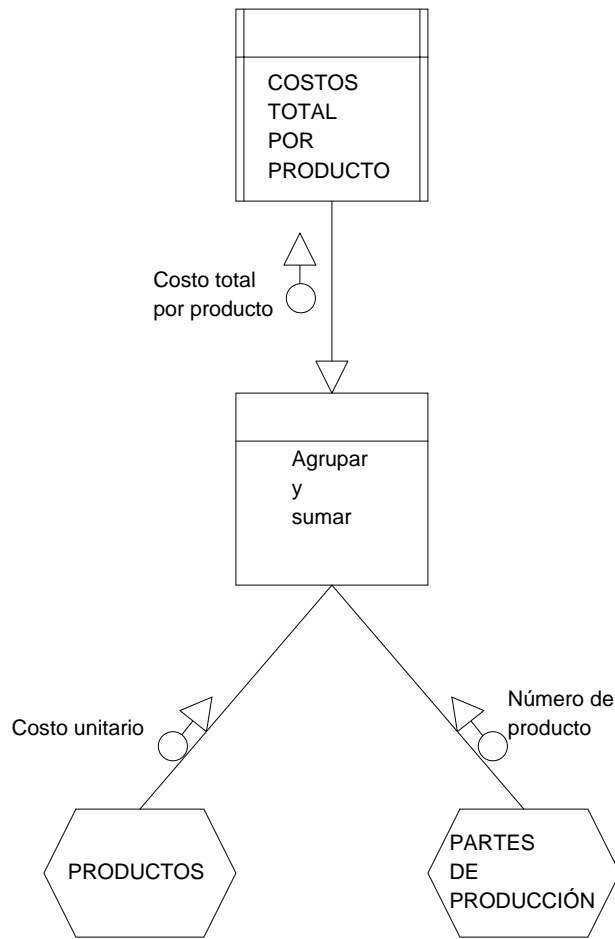 COSTOS
TOTAL
POR
PRODUCTO
Costo total
por producto
Agrupar
y
sumar
Costo unitario
Número de
producto
PRODUCTOS
PARTES
DE
PRODUCCIÓN